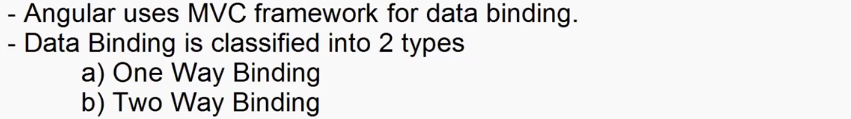 - Angular uses MVC framework for data binding.
- Data Binding is classified into 2 types
a) One Way Binding
b) Two Way Binding